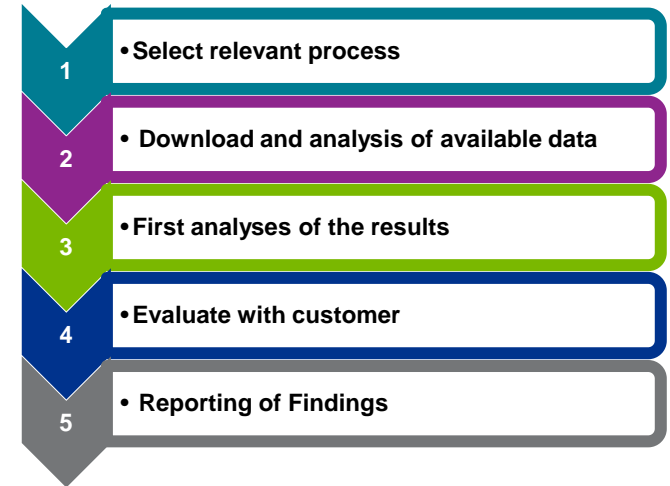 1
• Select relevant process
2
• Download and analysis of available data
3
• First analyses of the results
4
• Evaluate with customer
5
• Reporting of Findings